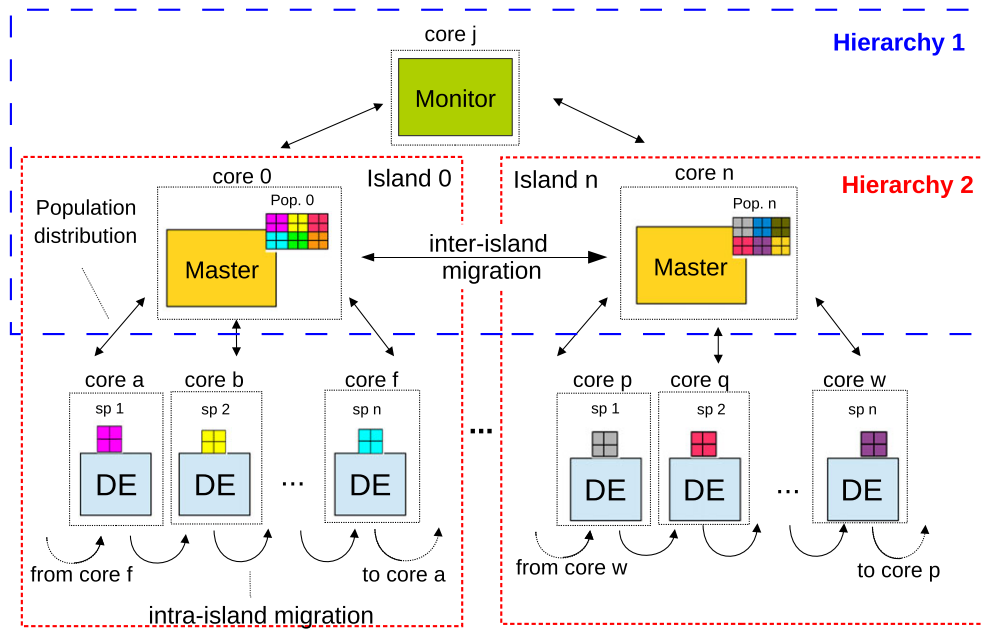 core j
Hierarchy 1
Monitor
core 0
Island 0
Island n
core n
Hierarchy 2
Pop. 0
Pop. n
Population
distribution
inter-island
migration
Master
Master
core a
core b
core f
core p
core q
core w
sp 1
sp 2
sp n
sp 1
sp 2
sp n
...
DE
DE
...
DE
DE
DE
...
DE
from core f
to core a
from core w
to core p
intra-island migration